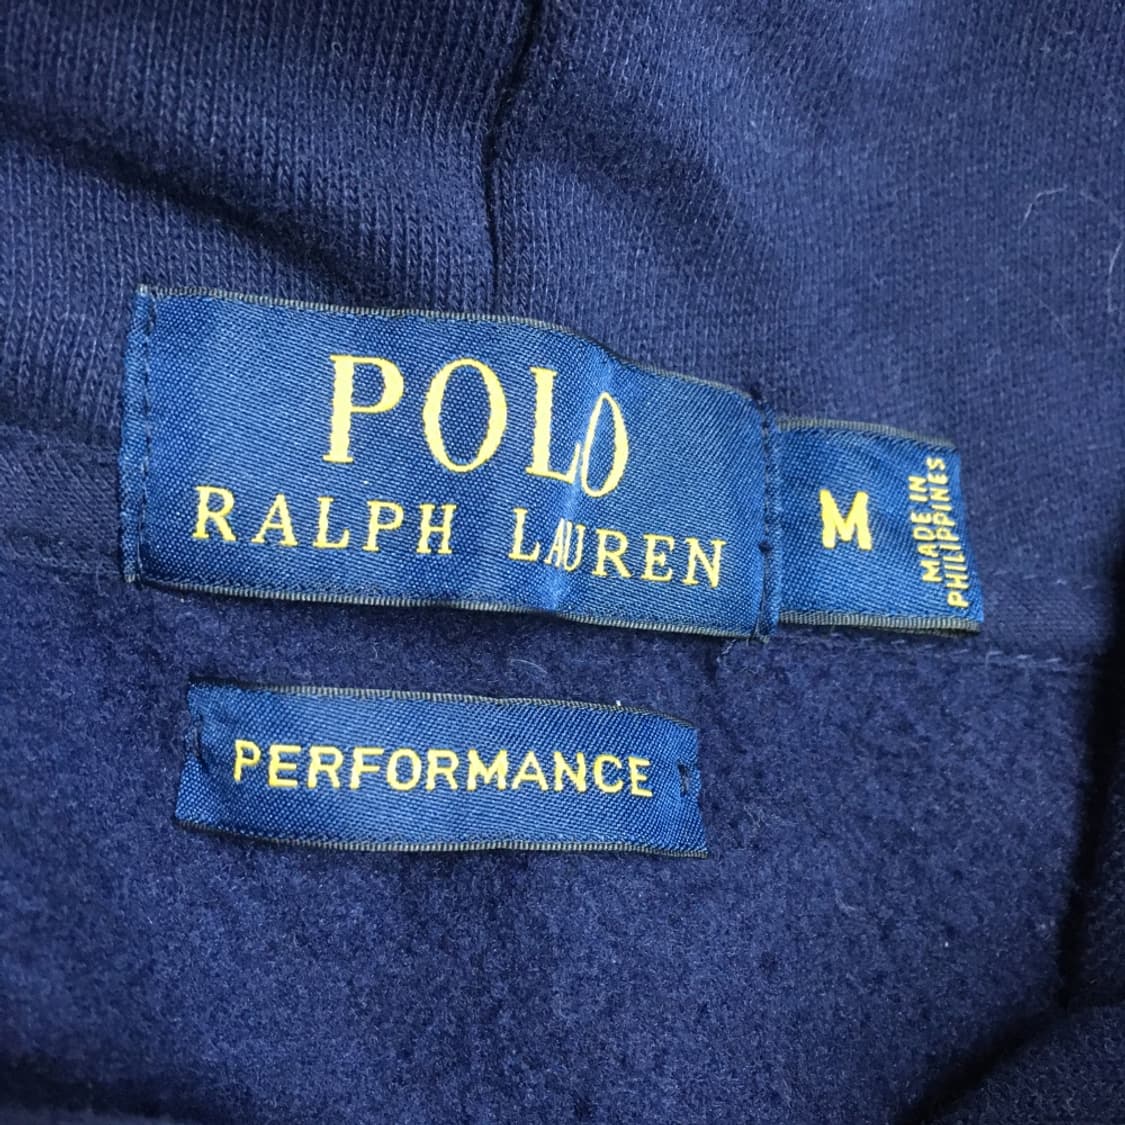 POLO
RALPH LAUREN
M
MADE IN
PHILIPPINES
PERFORMANCE